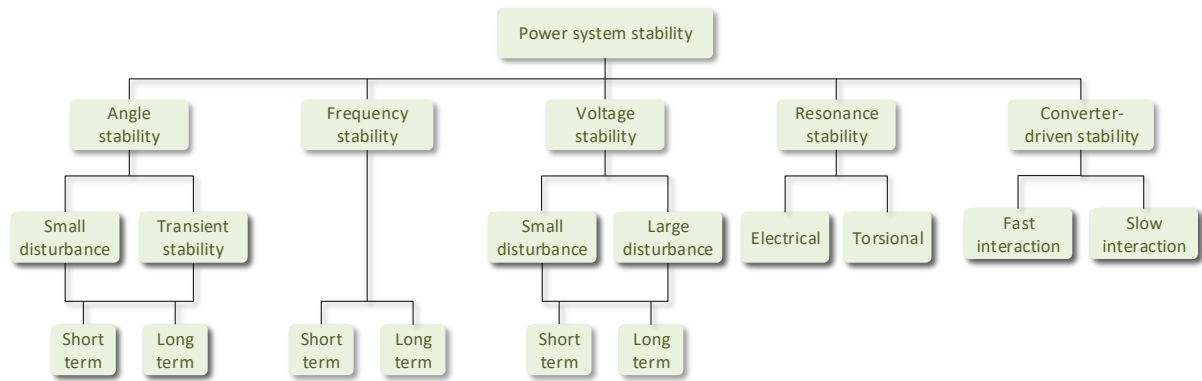 Power system stability
Angle
stability
Frequency
stability
Voltage
stability
Resonance
stability
Converter-
driven stability
Small
disturbance
Transient
stability
Small
disturbance
Large
disturbance
Electrical
Torsional
Fast
interaction
Slow
interaction
Short
term
Long
term
Short
term
Long
term
Short
term
Long
term